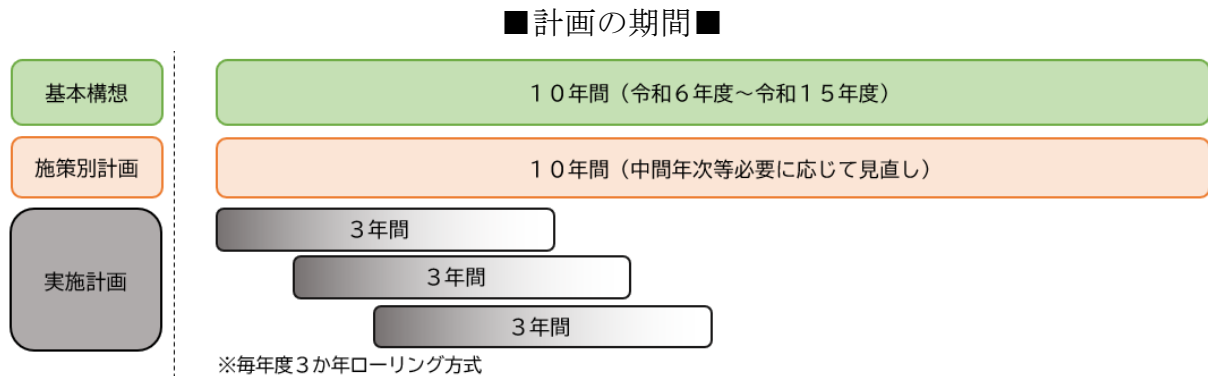 ■計画の期間■
基本構想
１０年間（令和６年度～令和１５年度）
施策別計画
１０年間（中間年次等必要に応じて見直し）
実施計画
３年間
３年間
３年間
※毎年度３か年ローリング方式